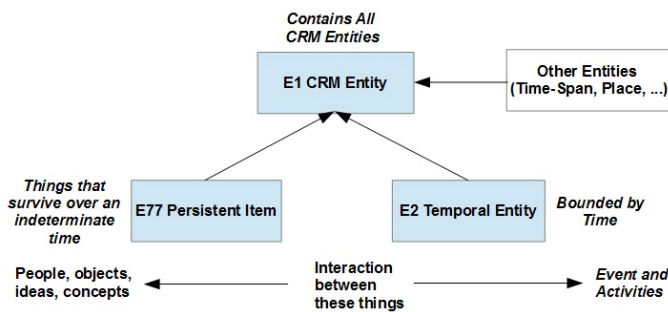 Contains All
CRM Entities
E1 CRM Entity
Other Entities
(Time-Span, Place, ...)
Things that
survive over an
indeterminate
time
E77 Persistent Item
E2 Temporal Entity
Bounded by
Time
People, objects,
ideas, concepts
Interaction
between
these things
Event and
Activities